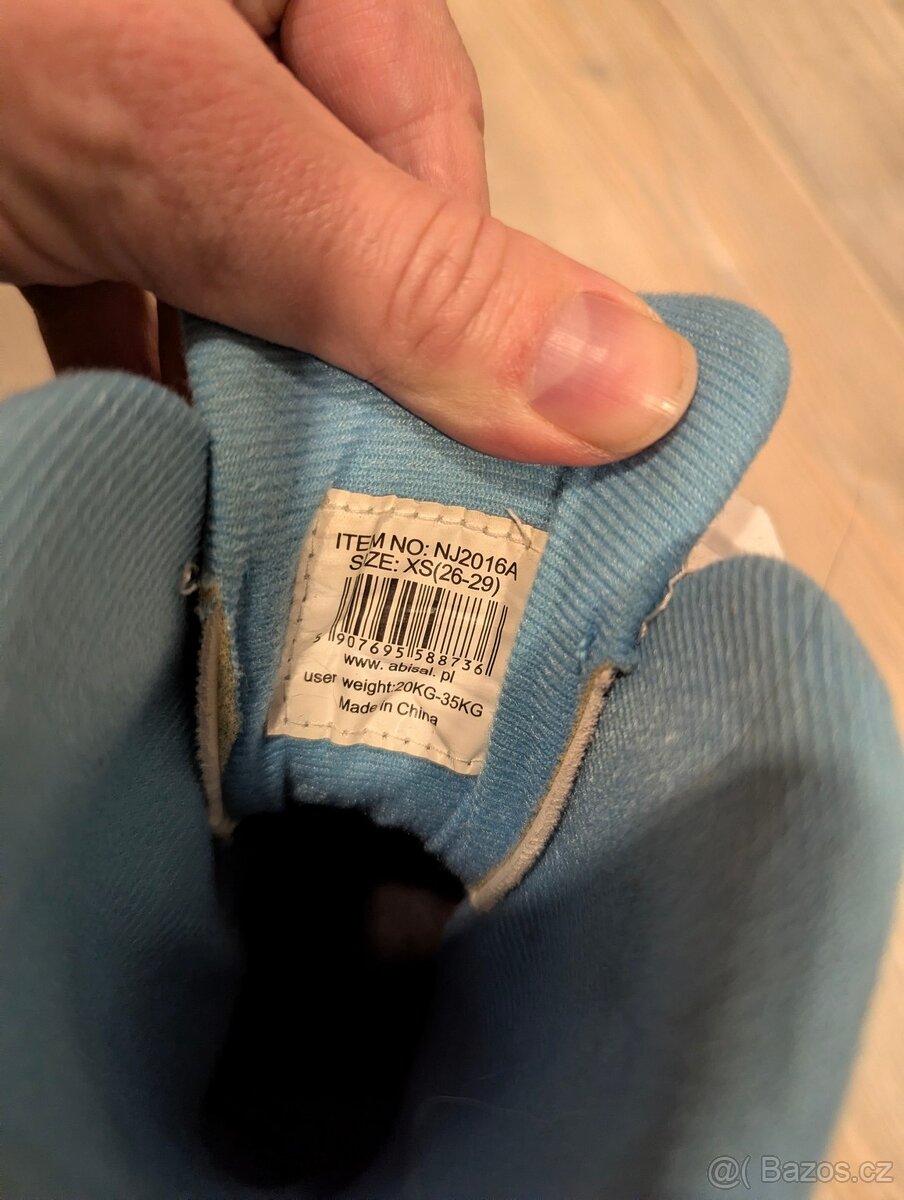 ITEM NO: NJ2016A
SIZE: XS(26-29)
5 907695 588736
www. abisal. pl
user weight:20KG-35KG
Made in China
@( Bazos.cz